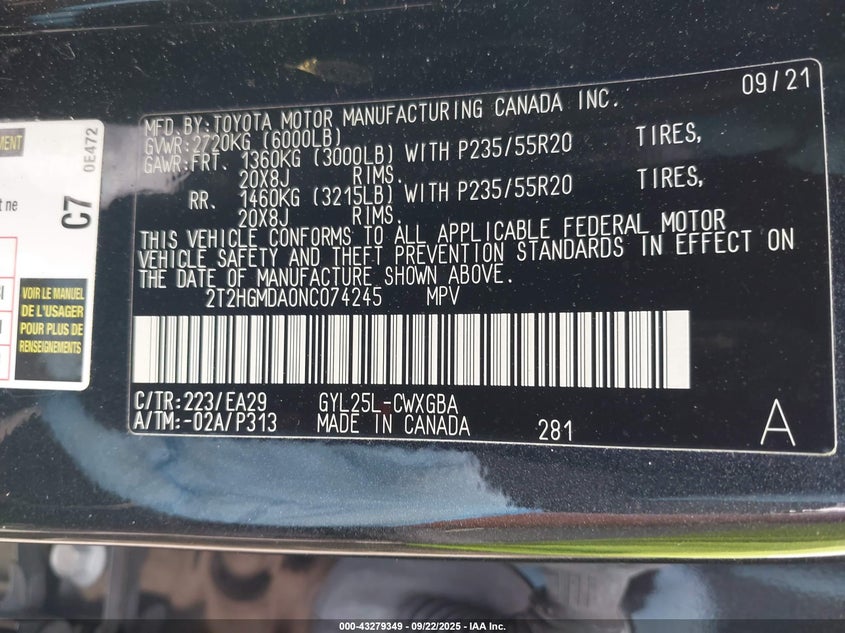 09/21
MFD.BY:TOYOTA MOTOR MANUFACTURING CANADA INC.
GVWR:2720KG (6000LB)
GAWR:FRT. 1360KG (3000LB) WITH P235/55R20 TIRES,
20X8J RIMS.
RR. 1460KG (3215LB) WITH P235/55R20 TIRES,
20X8J RIMS.
THIS VEHICLE CONFORMS TO ALL APPLICABLE FEDERAL MOTOR
VEHICLE SAFETY AND THEFT PREVENTION STANDARDS IN EFFECT ON
THE DATE OF MANUFACTURE SHOWN ABOVE.
2T2HGMDA0NC074245 MPV
C/TR:223/EA29 GYL25L-CWXGBA
A/TM:-02A/P313 MADE IN CANADA 281 A
C7
0E472
VOIR LE MANUEL
DE L'USAGER
POUR PLUS DE
RENSEIGNEMENTS
000-43279349 - 09/22/2025 - IAA Inc.